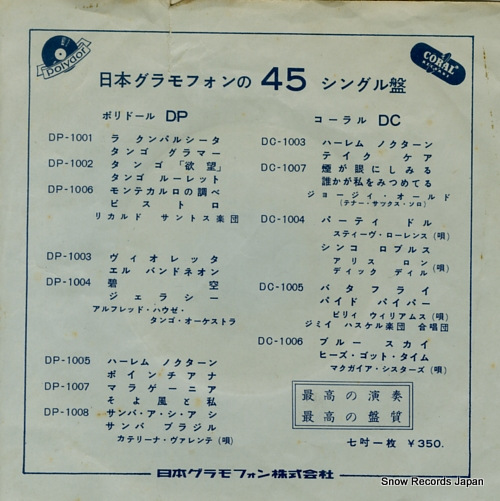 Polydor
CORAL
RECORDS
日本グラモフォンの 45 シングル盤
ポリドール DP
DP-1001 ラ クンパルシータ
タンゴ グラマー
DP-1002 タンゴ「欲望」
タンゴ ルーレット
DP-1006 モンテカルロの調べ
ビストロ
リカルド サントス楽団
DP-1003 ヴィオレッタ
エル バンドネオン
DP-1004 碧空
ジェラシー
アルフレッド・ハウゼ・
タンゴ・オーケストラ
DP-1005 ハーレム ノクターン
ポインチアナ
DP-1007 マラゲーニア
そよ風と私
DP-1008 サンバ・ア・シ・アシ
サンバ ブラジル
カテリーナ・ヴァレンテ(唄)
コーラル DC
DC-1003 ハーレム ノクターン
テイク ケア
DC-1007 煙が眼にしみる
誰かが私をみつめてる
ジョージィ・オールド
(テナー・サックス・ソロ)
DC-1004 パーティ ドル
スティーヴ・ローレンス(唄)
シンコ ロブルス
アリス ロン
ディック ディル (唄)
DC-1005 バタフライ
パイド パイパー
ビリィ ウィリアムス(唄)
ジミイ ハスケル楽団 合唱団
DC-1006 ブルー スカイ
ヒーズ・ゴット・タイム
マクガイア・シスターズ(唄)
最高の演奏
最高の盤質
七吋一枚 ¥350.
日本グラモフォン株式会社
Snow Records Japan